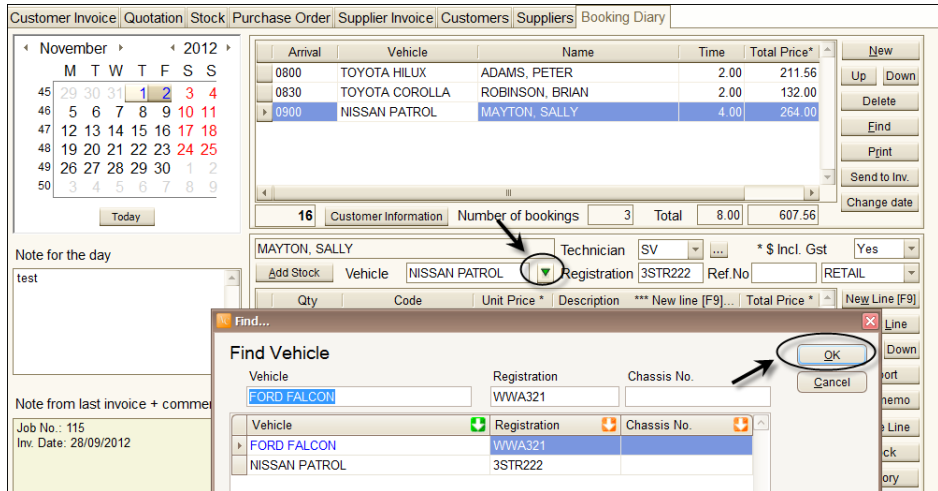 Customer Invoice Quotation Stock Purchase Order Supplier Invoice Customers Suppliers Booking Diary
November 2012
M T W T F S S
45 29 30 31 1 2 3 4
46 5 6 7 8 9 10 11
47 12 13 14 15 16 17 18
48 19 20 21 22 23 24 25
49 26 27 28 29 30 1 2
50 3 4 5 6 7 8 9
Today
Arrival Vehicle Name Time Total Price*
0800 TOYOTA HILUX ADAMS, PETER 2.00 211.56
0830 TOYOTA COROLLA ROBINSON, BRIAN 2.00 132.00
0900 NISSAN PATROL MAYTON, SALLY 4.00 264.00
New
Up Down
Delete
Find
Print
Send to Inv.
Change date
16 Customer Information Number of bookings 3 Total 8.00 607.56
Note for the day
test
MAYTON, SALLY Technician SV ... * $ Incl. Gst Yes
Add Stock Vehicle NISSAN PATROL Registration 3STR222 Ref.No RETAIL
Qty Code Unit Price * Description *** New line [F9]... Total Price * New Line [F9]
Line
Down
ort
nemo
Line
ck
ory
Find...
Find Vehicle
OK
Cancel
Vehicle Registration Chassis No.
FORD FALCON WWA321
Vehicle Registration Chassis No.
FORD FALCON WWA321
NISSAN PATROL 3STR222
Note from last invoice + comme
Job No.: 115
Inv. Date: 28/09/2012